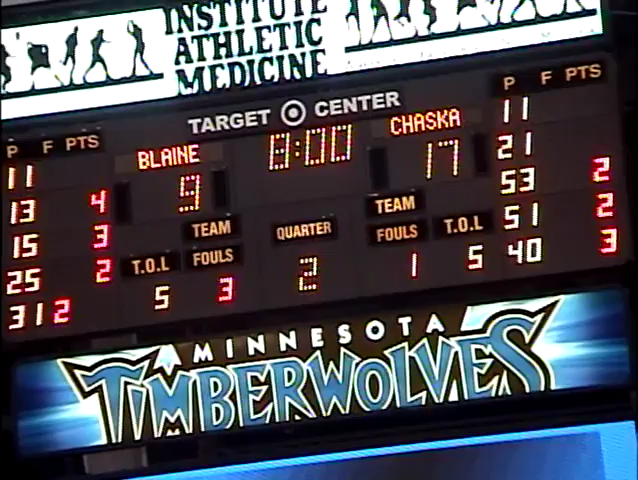 INSTITUTE
ATHLETIC
MEDICINE
TARGET CENTER
P F PTS
BLAINE
8:00
CHASKA
P F PTS
11
9
17
11
13 4
21
15 3
TEAM FOULS
QUARTER
TEAM FOULS
53 2
25 2
T.O.L
T.O.L
51 2
31 2
5
3
2
1
5
40 3
MINNESOTA
TIMBERWOLVES